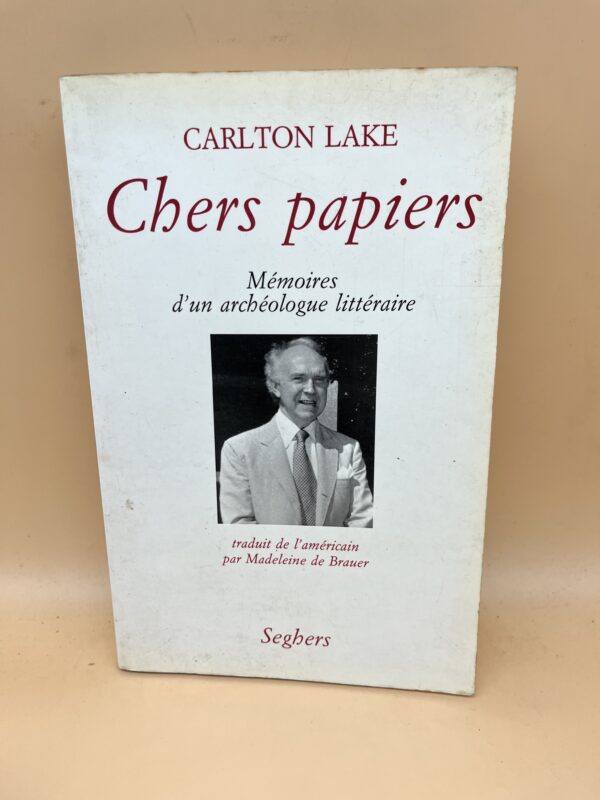 CARLTON LAKE
Chers papiers
Mémoires
d'un archéologue littéraire
traduit de l'américain
par Madeleine de Brauer
Seghers